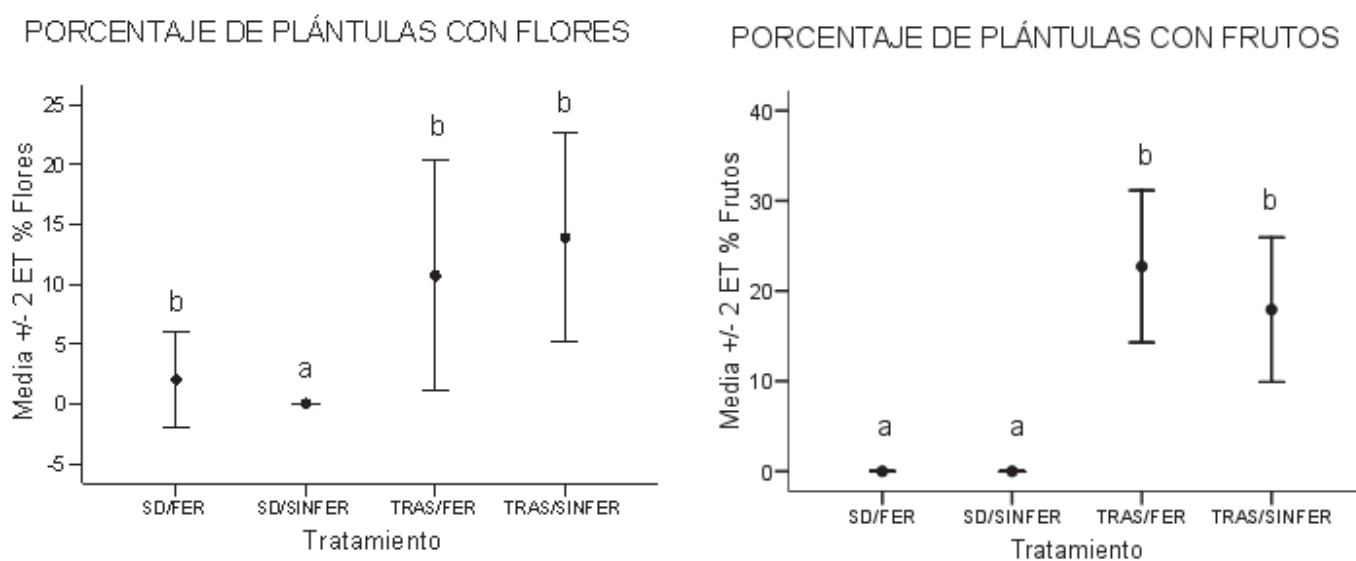 PORCENTAJE DE PLÁNTULAS CON FLORES
Media +/- 2 ET % Flores
25
20
15
10
5
0
-5
b
a
b
b
SD/FER
SD/SINFER
TRAS/FER
TRAS/SINFER
Tratamiento
PORCENTAJE DE PLÁNTULAS CON FRUTOS
Media +/- 2 ET % Frutos
40
30
20
10
0
a
a
b
b
SD/FER
SD/SINFER
TRAS/FER
TRAS/SINFER
Tratamiento